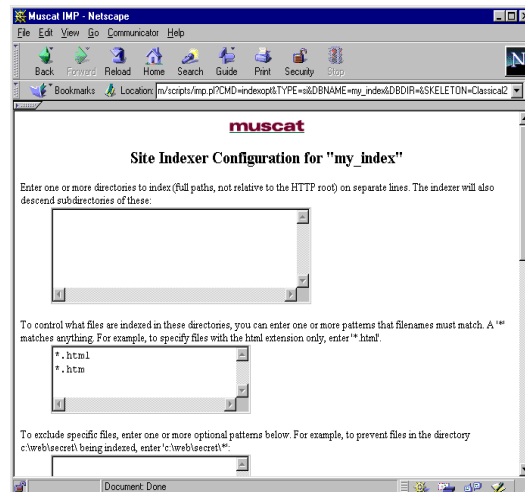 Muscat IMP - Netscape
File Edit View Go Communicator Help
Back Forward Reload Home Search Guide Print Security Stop
N
Bookmarks Location: m/scripts/imp.pl?CMD=indexopt&TYPE=si&DBNAME=my_index&DBDIR=&SKELETON=Classical2
muscat
Site Indexer Configuration for "my_index"
Enter one or more directories to index (full paths, not relative to the HTTP root) on separate lines. The indexer will also
descend subdirectories of these:
To control what files are indexed in these directories, you can enter one or more patterns that filenames must match. A '*'
matches anything. For example, to specify files with the html extension only, enter '*.html'.
*.html
*.htm
To exclude specific files, enter one or more optional patterns below. For example, to prevent files in the directory
c:\web\secret\ being indexed, enter 'c:\web\secret\*':
Document: Done